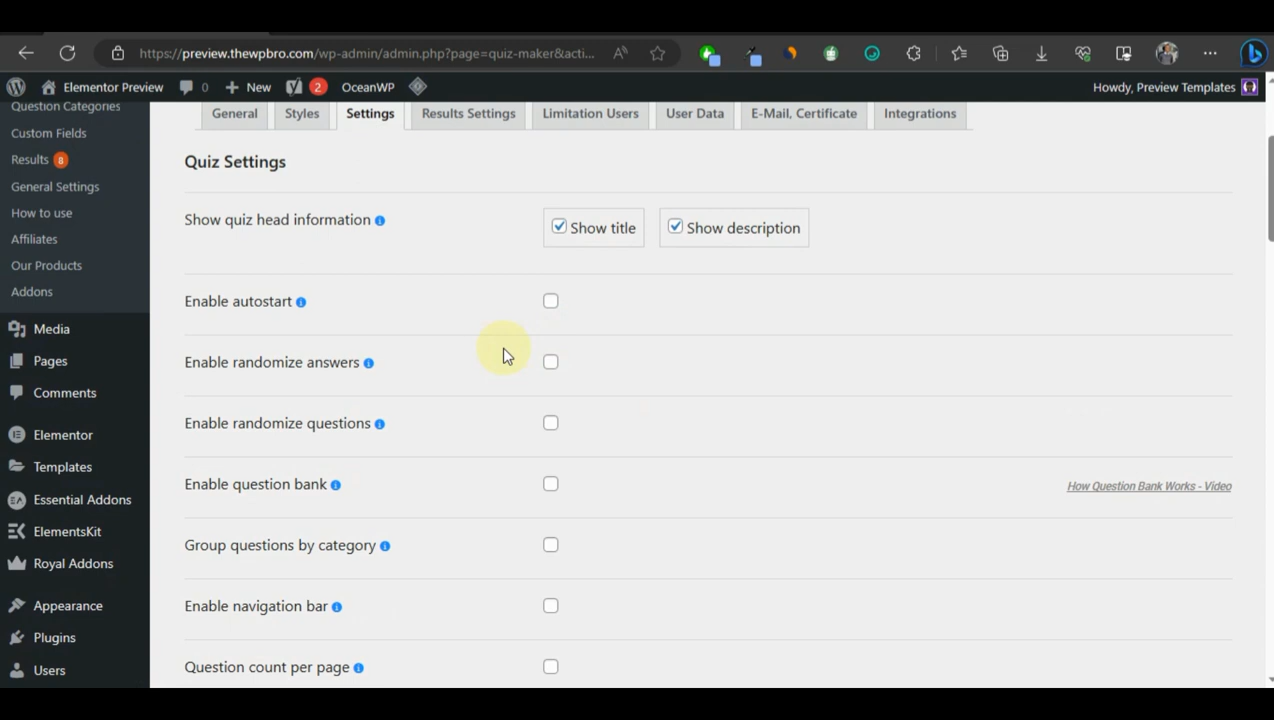 https://preview.thewpbro.com/wp-admin/admin.php?page=quiz-maker&acti...
Elementor Preview
0
New
2
OceanWP
Howdy, Preview Templates
Question Categories
Custom Fields
Results 8
General Settings
How to use
Affiliates
Our Products
Addons
Media
Pages
Comments
Elementor
Templates
Essential Addons
ElementsKit
Royal Addons
Appearance
Plugins
Users
General
Styles
Settings
Results Settings
Limitation Users
User Data
E-Mail, Certificate
Integrations
Quiz Settings
Show quiz head information
Show title
Show description
Enable autostart
Enable randomize answers
Enable randomize questions
Enable question bank
How Question Bank Works - Video
Group questions by category
Enable navigation bar
Question count per page